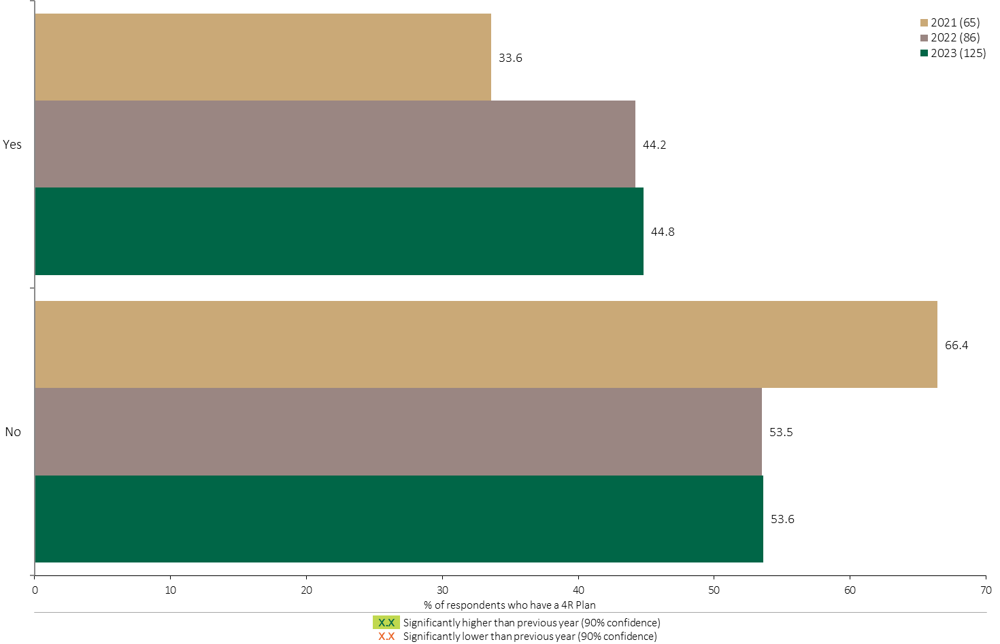 2021 (65)
2022 (86)
2023 (125)
33.6
Yes
44.2
44.8
66.4
No
53.5
53.6
0 10 20 30 40 50 60 70
% of respondents who have a 4R Plan
X.X Significantly higher than previous year (90% confidence)
X.X Significantly lower than previous year (90% confidence)